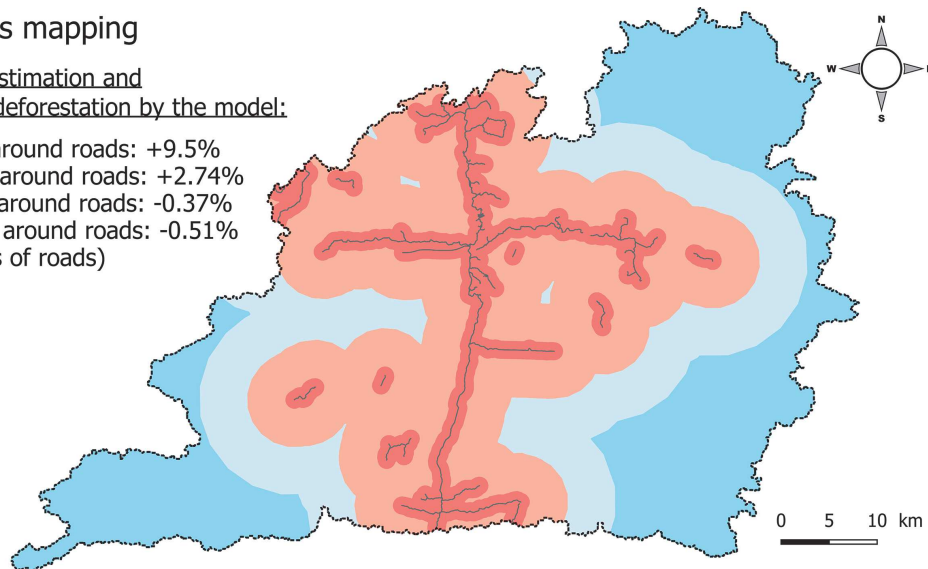 s mapping
stimation and
deforestation by the model:
around roads: +9.5%
around roads: +2.74%
around roads: -0.37%
around roads: -0.51%
s of roads)
N
W
S
0 5 10 km